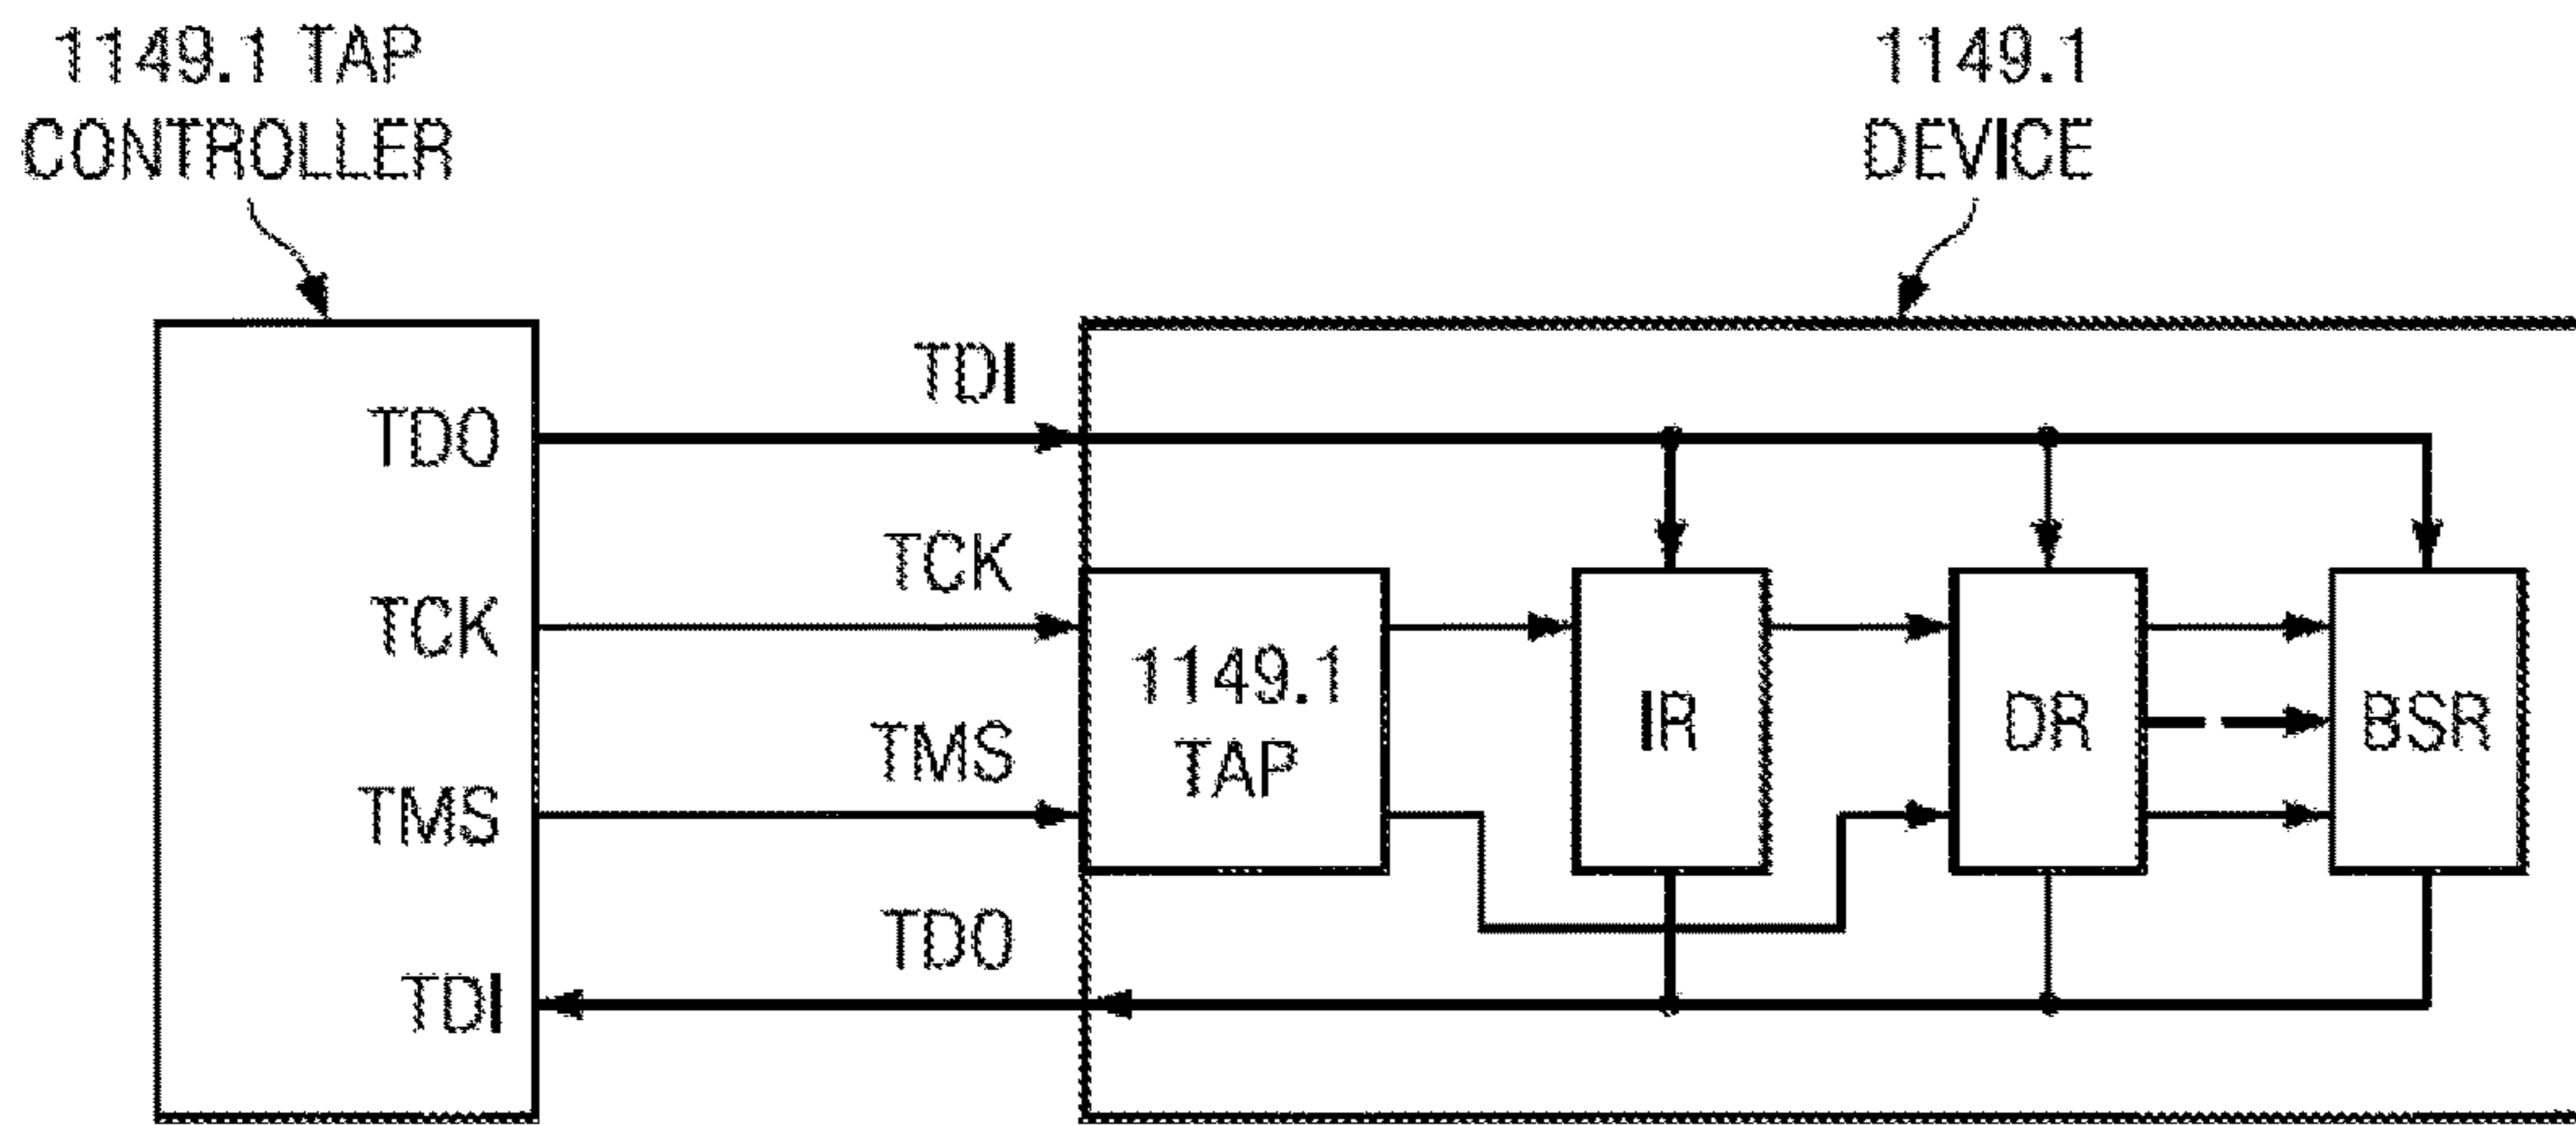 1149.1 TAP
CONTROLLER
1149.1
DEVICE
TDO
TCK
TMS
TDI
TDI
TCK
TMS
TDO
1149.1
TAP
IR
DR
BSR